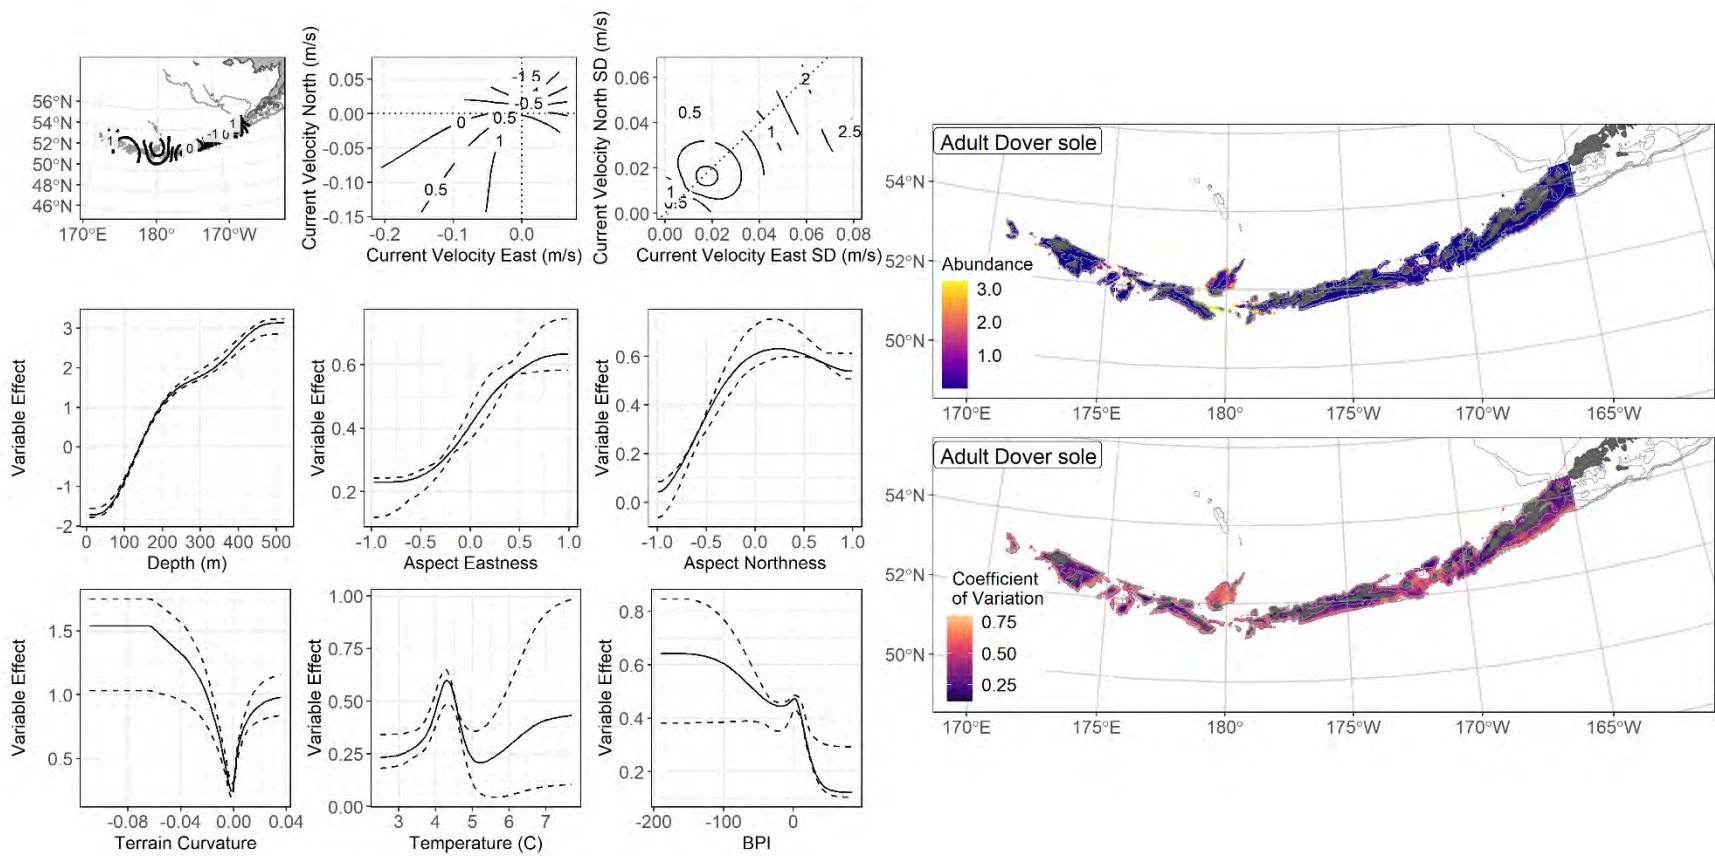 56°N
54°N
52°N
50°N
48°N
46°N
170°E 180° 170°W
1 1 0 -1 0 1
Current Velocity North (m/s)
0.05
0.00
-0.05
-0.10
-0.15
-0.2 -0.1 0.0
Current Velocity East (m/s)
-1.5
-0.5
0 0.5
0.5 1
Current Velocity North SD (m/s)
0.06
0.04
0.02
0.00
0.00 0.02 0.04 0.06 0.08
Current Velocity East SD (m/s)
2
0.5
1
1 2.5
1
Variable Effect
3
2
1
0
-1
-2
0 100 200 300 400 500
Depth (m)
Variable Effect
0.6
0.4
0.2
-1.0 -0.5 0.0 0.5 1.0
Aspect Eastness
Variable Effect
0.6
0.4
0.2
0.0
-1.0 -0.5 0.0 0.5 1.0
Aspect Northness
Variable Effect
1.5
1.0
0.5
-0.08 -0.04 0.00 0.04
Terrain Curvature
Variable Effect
1.00
0.75
0.50
0.25
0.00
3 4 5 6 7
Temperature (C)
Variable Effect
0.8
0.6
0.4
0.2
-200 -100 0
BPI
Adult Dover sole
54°N
52°N
50°N
Abundance
3.0
2.0
1.0
170°E 175°E 180° 175°W 170°W 165°W
Adult Dover sole
54°N
52°N
50°N
Coefficient
of Variation
0.75
0.50
0.25
170°E 175°E 180° 175°W 170°W 165°W